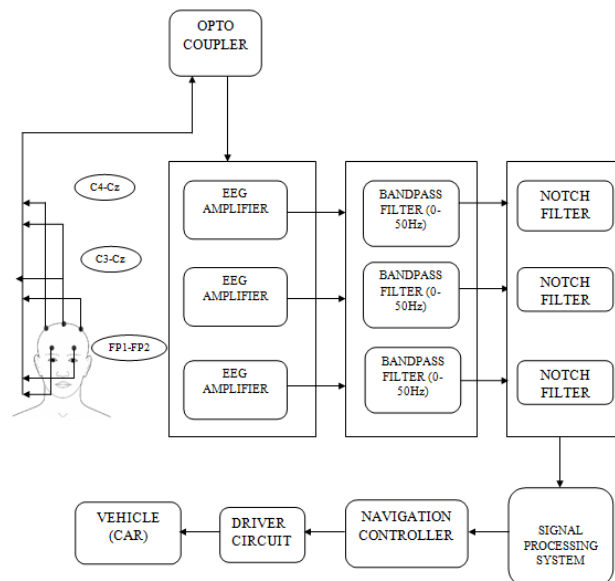 OPTO
COUPLER
C4-Cz
C3-Cz
FP1-FP2
EEG
AMPLIFIER
BANDPASS
FILTER (0-
50Hz)
NOTCH
FILTER
EEG
AMPLIFIER
BANDPASS
FILTER (0-
50Hz)
NOTCH
FILTER
EEG
AMPLIFIER
BANDPASS
FILTER (0-
50Hz)
NOTCH
FILTER
VEHICLE
(CAR)
DRIVER
CIRCUIT
NAVIGATION
CONTROLLER
SIGNAL
PROCESSING
SYSTEM